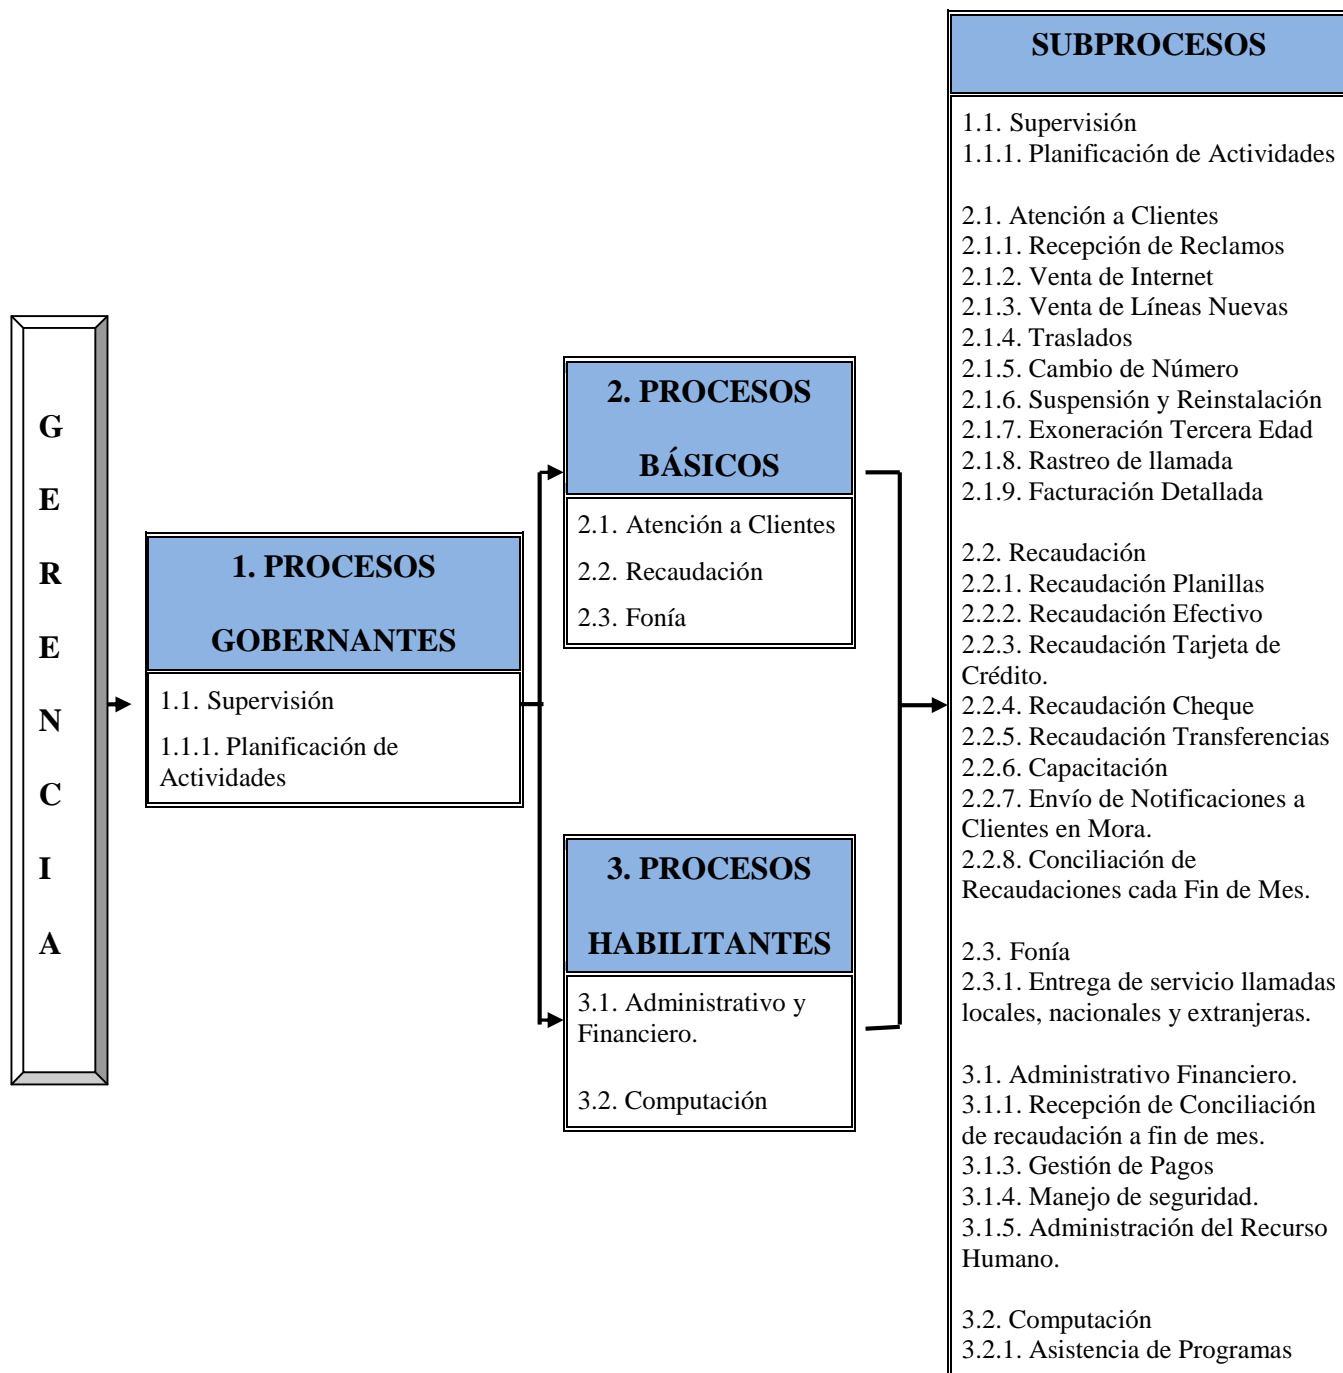 G
E
R
E
N
C
I
A
1. PROCESOS
GOBERNANTES
1.1. Supervisión
1.1.1. Planificación de
Actividades
2. PROCESOS
BÁSICOS
2.1. Atención a Clientes
2.2. Recaudación
2.3. Fonía
3. PROCESOS
HABILITANTES
3.1. Administrativo y
Financiero.
3.2. Computación
SUBPROCESOS
1.1. Supervisión
1.1.1. Planificación de Actividades
2.1. Atención a Clientes
2.1.1. Recepción de Reclamos
2.1.2. Venta de Internet
2.1.3. Venta de Líneas Nuevas
2.1.4. Traslados
2.1.5. Cambio de Número
2.1.6. Suspensión y Reinstalación
2.1.7. Exoneración Tercera Edad
2.1.8. Rastreo de llamada
2.1.9. Facturación Detallada
2.2. Recaudación
2.2.1. Recaudación Planillas
2.2.2. Recaudación Efectivo
2.2.3. Recaudación Tarjeta de
Crédito.
2.2.4. Recaudación Cheque
2.2.5. Recaudación Transferencias
2.2.6. Capacitación
2.2.7. Envío de Notificaciones a
Clientes en Mora.
2.2.8. Conciliación de
Recaudaciones cada Fin de Mes.
2.3. Fonía
2.3.1. Entrega de servicio llamadas
locales, nacionales y extranjeras.
3.1. Administrativo Financiero.
3.1.1. Recepción de Conciliación
de recaudación a fin de mes.
3.1.3. Gestión de Pagos
3.1.4. Manejo de seguridad.
3.1.5. Administración del Recurso
Humano.
3.2. Computación
3.2.1. Asistencia de Programas